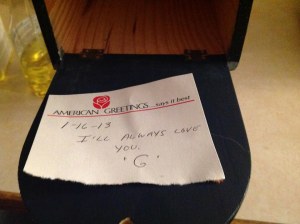 AMERICAN GREETINGS says it best
1-16-13
I'LL ALWAYS LOVE
YOU.
'G'